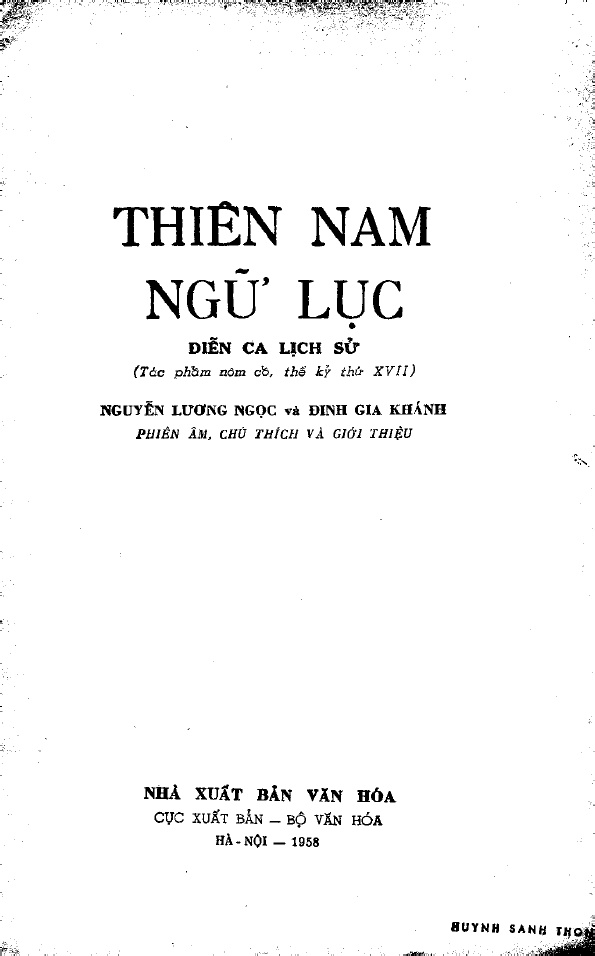 THIÊN NAM
NGỮ LỤC
DIỄN CA LỊCH SỬ
(Tác phẩm nôm cổ, thế kỷ thứ XVII)
NGUYỄN LƯƠNG NGỌC và ĐINH GIA KHÁNH
PHIÊN ÂM, CHÚ THÍCH VÀ GIỚI THIỆU
NHÀ XUẤT BẢN VĂN HÓA
CỤC XUẤT BẢN — BỘ VĂN HÓA
HÀ-NỘI — 1958
HUYNH SANH THON